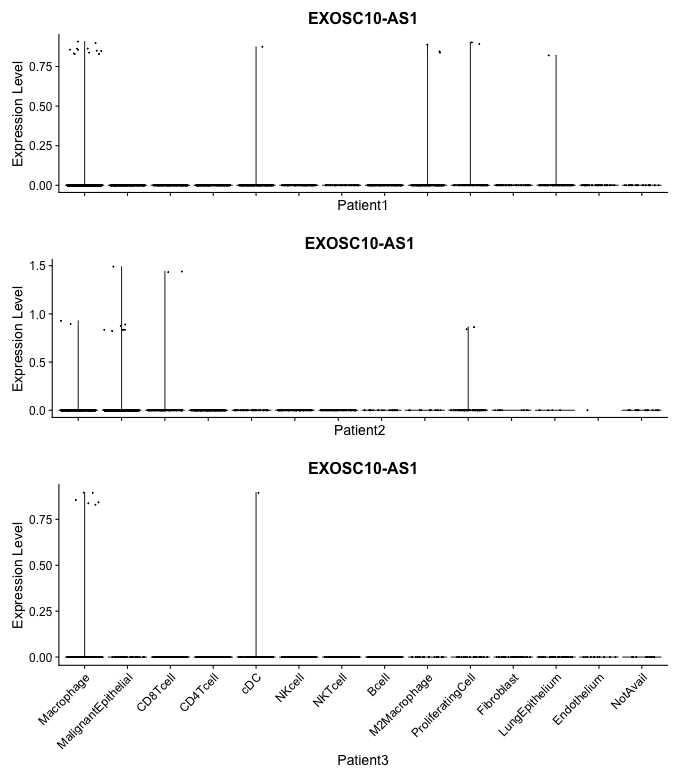 EXOSC10-AS1
Expression Level
0.75
0.50
0.25
0.00
Patient1
EXOSC10-AS1
Expression Level
1.5
1.0
0.5
0.0
Patient2
EXOSC10-AS1
Expression Level
0.75
0.50
0.25
0.00
Macrophage
MalignantEpithelial
CD8Tcell
CD4Tcell
cDC
NKcell
NKTcell
Bcell
M2Macrophage
ProliferatingCell
Fibroblast
LungEpithelium
Endothelium
NotAvail
Patient3